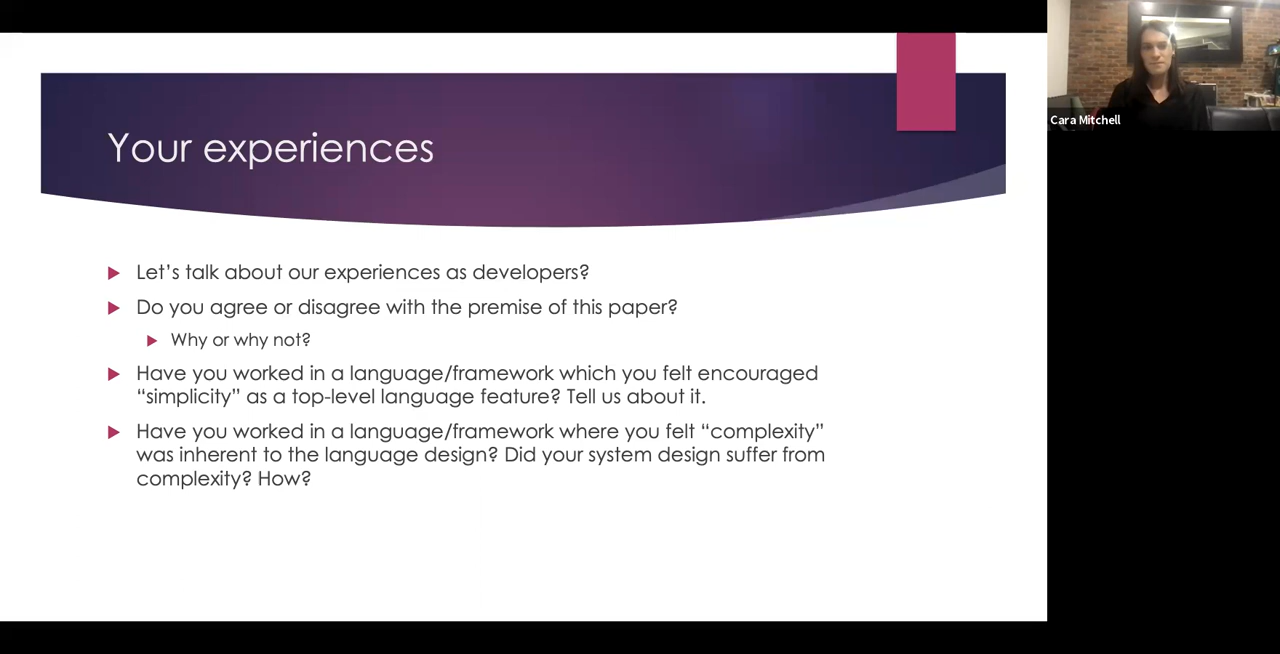 Your experiences
Let's talk about our experiences as developers?
Do you agree or disagree with the premise of this paper?
Why or why not?
Have you worked in a language/framework which you felt encouraged
“simplicity” as a top-level language feature? Tell us about it.
Have you worked in a language/framework where you felt “complexity”
was inherent to the language design? Did your system design suffer from
complexity? How?
Cara Mitchell